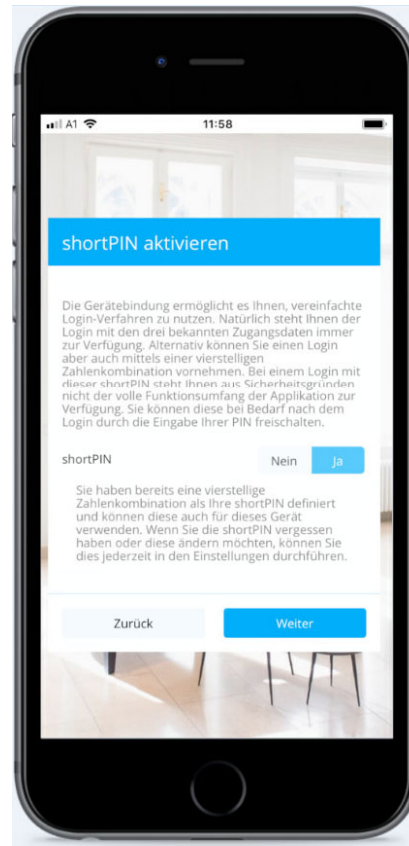 A1 11:58
shortPIN aktivieren
Die Gerätebindung ermöglicht es Ihnen, vereinfachte
Login-Verfahren zu nutzen. Natürlich steht Ihnen der
Login mit den drei bekannten Zugangsdaten immer
zur Verfügung. Alternativ können Sie einen Login
aber auch mittels einer vierstelligen
Zahlenkombination vornehmen. Bei einem Login mit
dieser shortPIN steht Ihnen aus Sicherheitsgründen
nicht der volle Funktionsumfang der Applikation zur
Verfügung. Sie können diese bei Bedarf nach dem
Login durch die Eingabe Ihrer PIN freischalten.
shortPIN Nein Ja
Sie haben bereits eine vierstellige
Zahlenkombination als Ihre shortPIN definiert
und können diese auch für dieses Gerät
verwenden. Wenn Sie die shortPIN vergessen
haben oder diese ändern möchten, können Sie
dies jederzeit in den Einstellungen durchführen.
Zurück Weiter